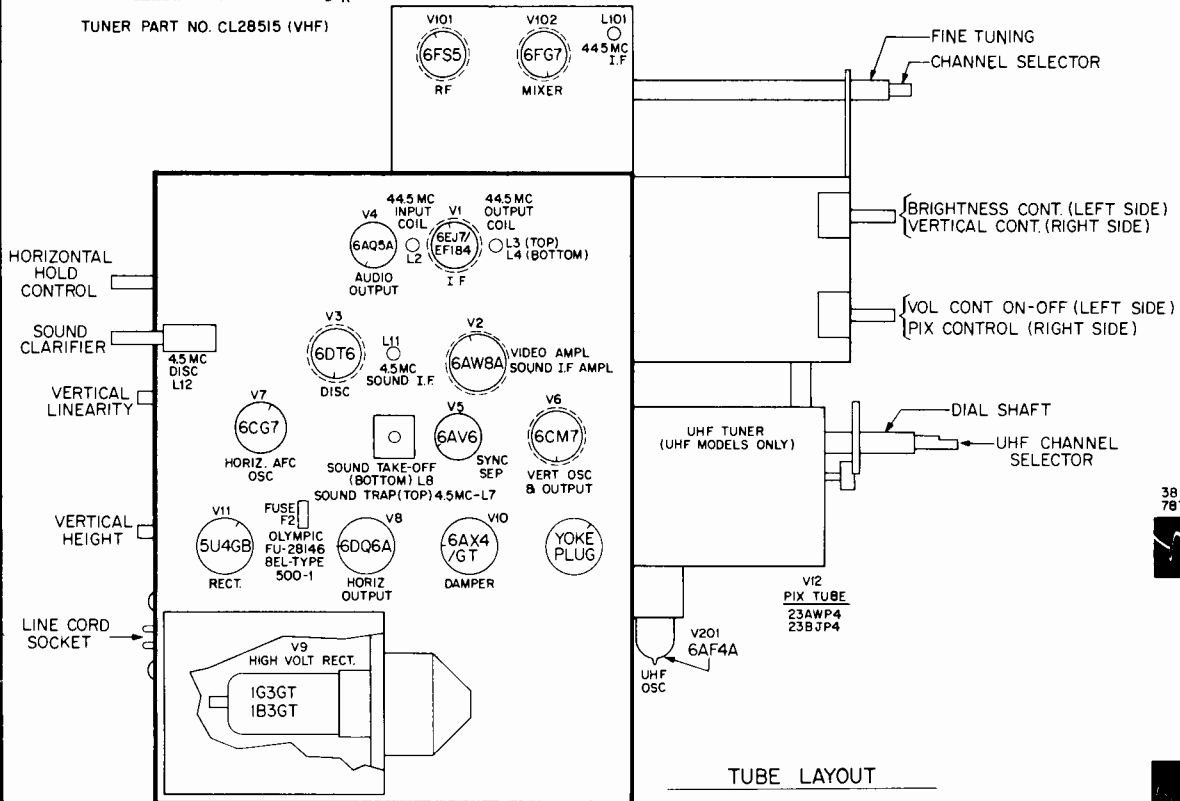 TUNER PART NO. CL28515 (VHF)
V101
6FS5
RF
V102
6FG7
MIXER
L101
44.5 MC
I.F
FINE TUNING
CHANNEL SELECTOR
BRIGHTNESS CONT. (LEFT SIDE)
VERTICAL CONT. (RIGHT SIDE)
VOL CONT ON-OFF (LEFT SIDE)
PIX CONTROL (RIGHT SIDE)
HORIZONTAL
HOLD
CONTROL
SOUND
CLARIFIER
4.5 MC
DISC
L12
VERTICAL
LINEARITY
VERTICAL
HEIGHT
LINE CORD
SOCKET
V4
6AQ5A
AUDIO
OUTPUT
44.5 MC
INPUT
COIL
L2
V1
6EJ7/
EF184
I F
44.5 MC
OUTPUT
COIL
L3 (TOP)
L4 (BOTTOM)
V3
6DT6
DISC
L11
4.5 MC
SOUND I.F.
V2
6AW8A
VIDEO AMPL
SOUND I.F AMPL
V7
6CG7
HORIZ. AFC
OSC
SOUND TAKE-OFF
(BOTTOM) L8
SOUND TRAP (TOP) 4.5MC-L7
V5
6AV6
SYNC
SEP
V6
6CM7
VERT OSC
& OUTPUT
V11
5U4GB
RECT.
FUSE
F2
OLYMPIC
FU-28146
BEL-TYPE
500-1
V8
6DQ6A
HORIZ
OUTPUT
V10
6AX4
/GT
DAMPER
YOKE
PLUG
UHF TUNER
(UHF MODELS ONLY)
DIAL SHAFT
UHF CHANNEL
SELECTOR
V12
PIX TUBE
23AWP4
23BJP4
V201
6AF4A
UHF
OSC
V9
HIGH VOLT RECT.
1G3GT
1B3GT
TUBE LAYOUT
38